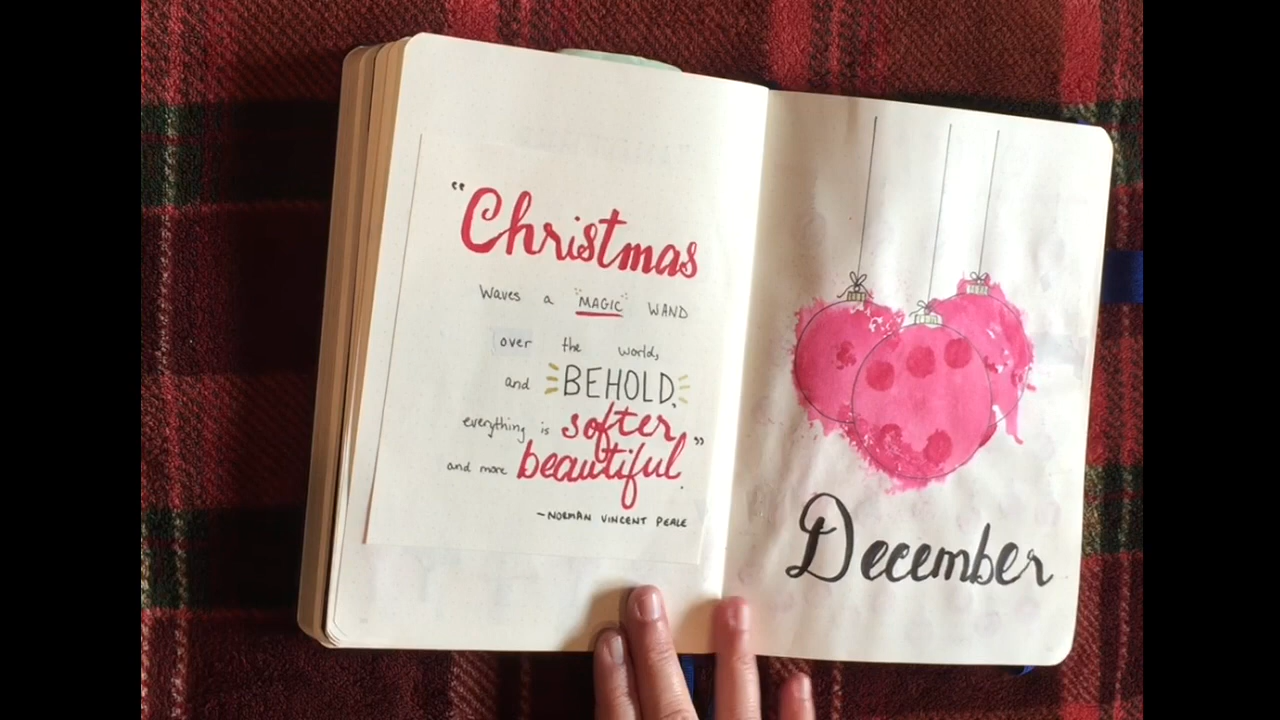 “Christmas
Waves a MAGIC WAND
over the world,
and BEHOLD,
everything is softer
and more beautiful.”
—NORMAN VINCENT PEALE
December